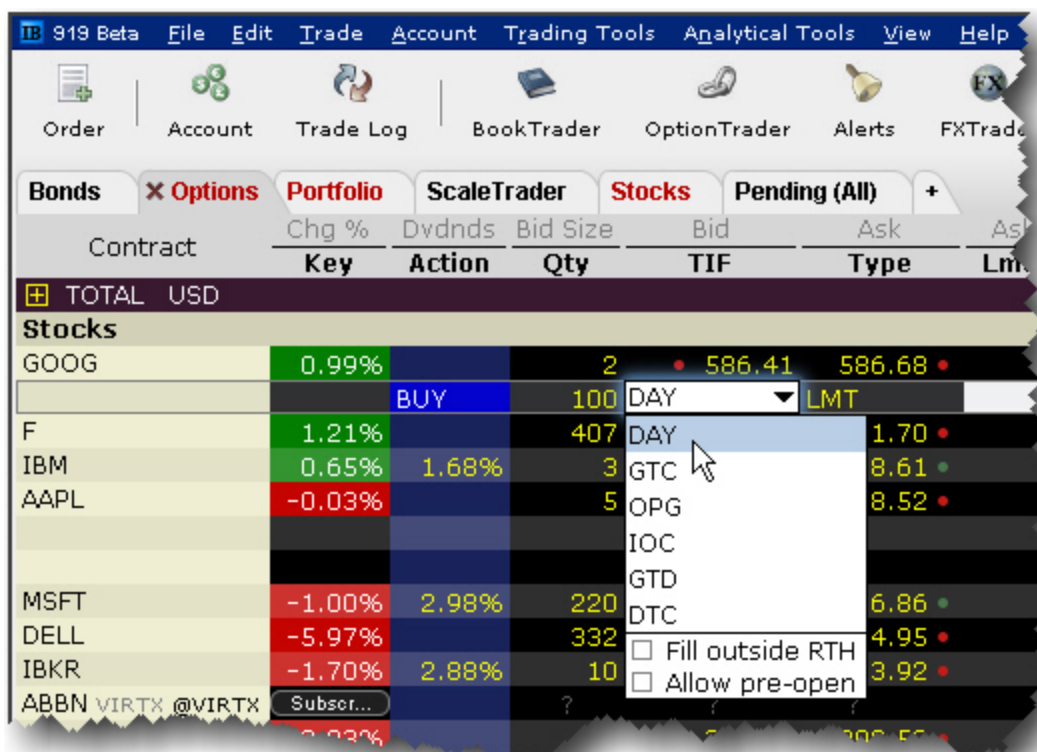 IB 919 Beta File Edit Trade Account Trading Tools Analytical Tools View Help
Order Account Trade Log BookTrader OptionTrader Alerts FXTrade
Bonds Options Portfolio ScaleTrader Stocks Pending (All) +
Contract
Chg % Dvdnds Bid Size Bid Ask
Key Action Qty TIF Type
TOTAL USD
Stocks
GOOG 0.99% 2 586.41 586.68
BUY 100 DAY LMT
F 1.21% 407 DAY 1.70
IBM 0.65% 1.68% 3 GTC 8.61
AAPL -0.03% 5 OPG 8.52
IOC
GTD
MSFT -1.00% 2.98% 220 6.86
DTC
DELL -5.97% 332 4.95
Fill outside RTH
IBKR -1.70% 2.88% 10 3.92
Allow pre-open
ABBN VIRTX @VIRTX Subscr... ? ? ?